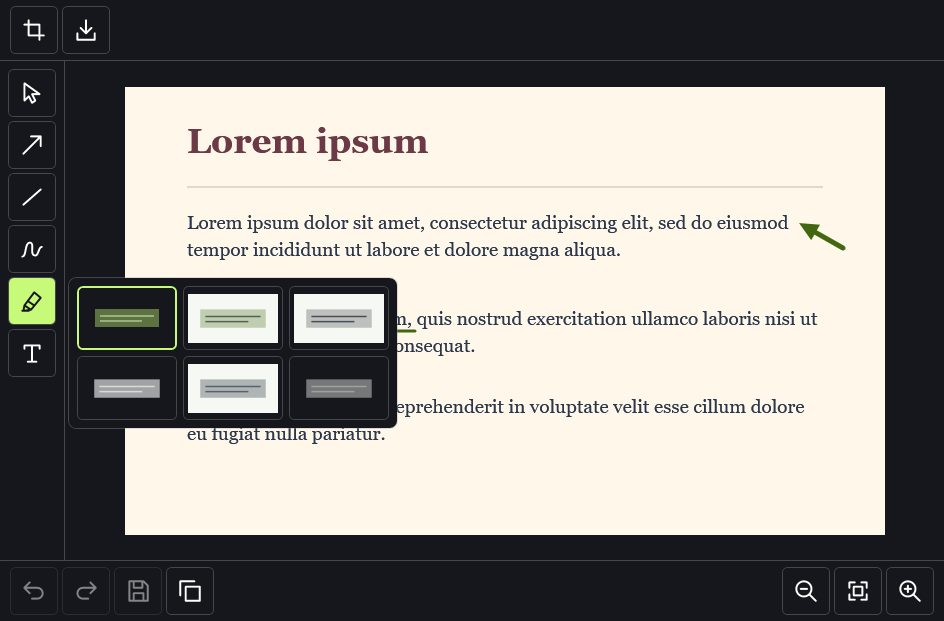 Lorem ipsum
Lorem ipsum dolor sit amet, consectetur adipiscing elit, sed do eiusmod
tempor incididunt ut labore et dolore magna aliqua.
quis nostrud exercitation ullamco laboris nisi ut
onsequat.
eprehenderit in voluptate velit esse cillum dolore
eu fugiat nulla pariatur.